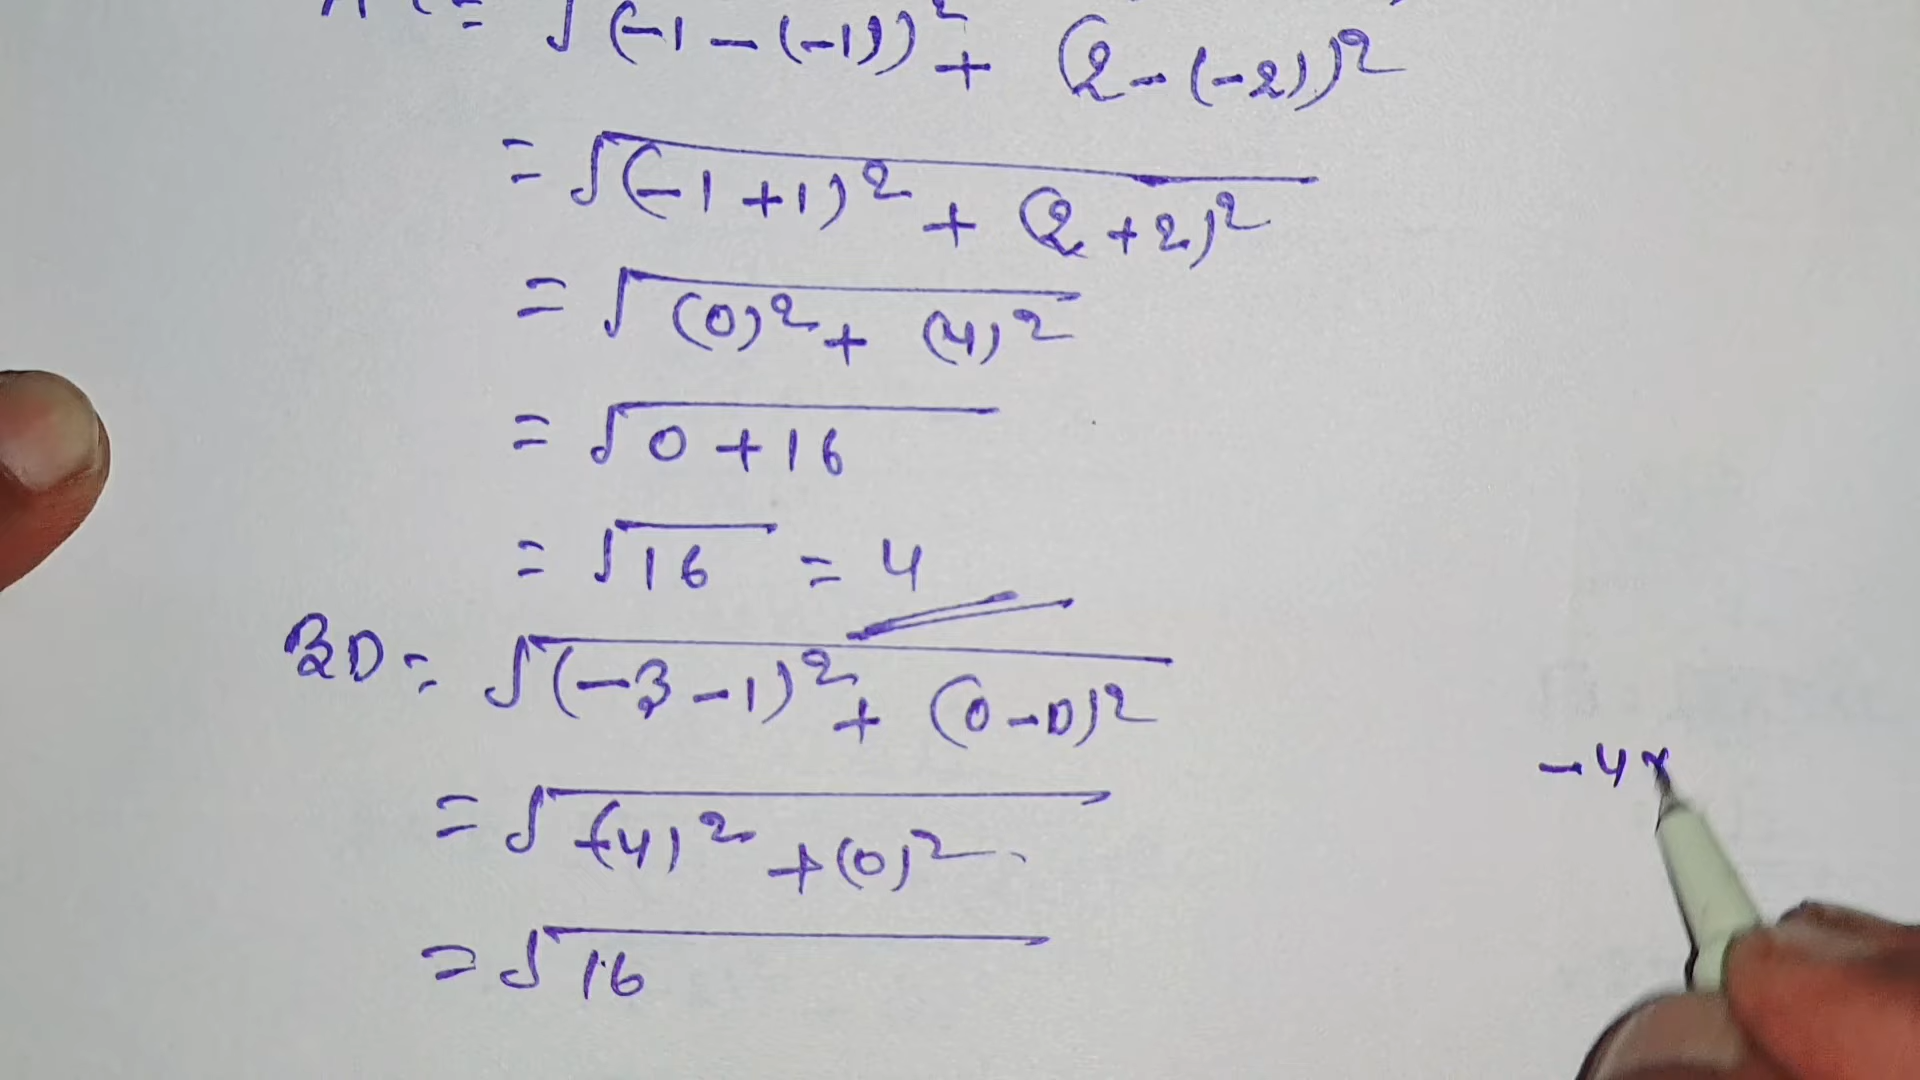 = √(-1-(-1))² + (2-(-2))²
= √(-1+1)² + (2+2)²
= √(0)² + (4)²
= √0+16
= √16 = 4
BD = √(-3-1)² + (0-0)²
-4x
= √(-4)² + (0)²
= √16